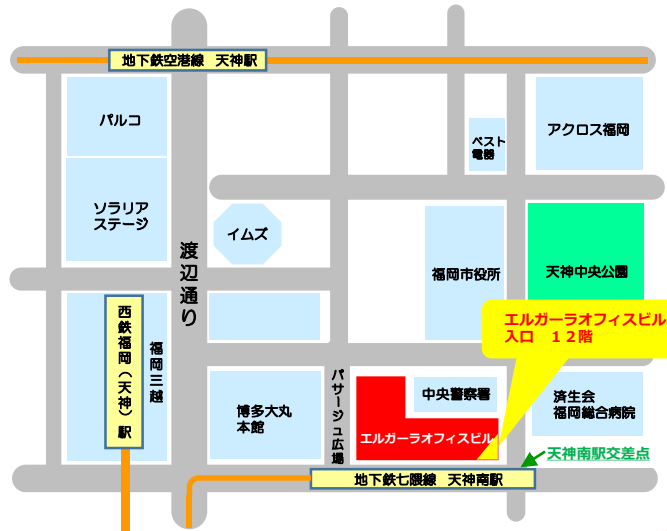 地下鉄空港線　天神駅
パルコ
ベスト
電器
アクロス福岡
ソラリア
ステージ
渡辺通り
イムズ
福岡市役所
天神中央公園
西鉄福岡（天神）駅
福岡三越
エルガーラオフィスビル
入口　１２階
博多大丸
本館
パサージュ広場
中央警察署
エルガーラオフィスビル
済生会
福岡総合病院
天神南駅交差点
地下鉄七隈線　天神南駅